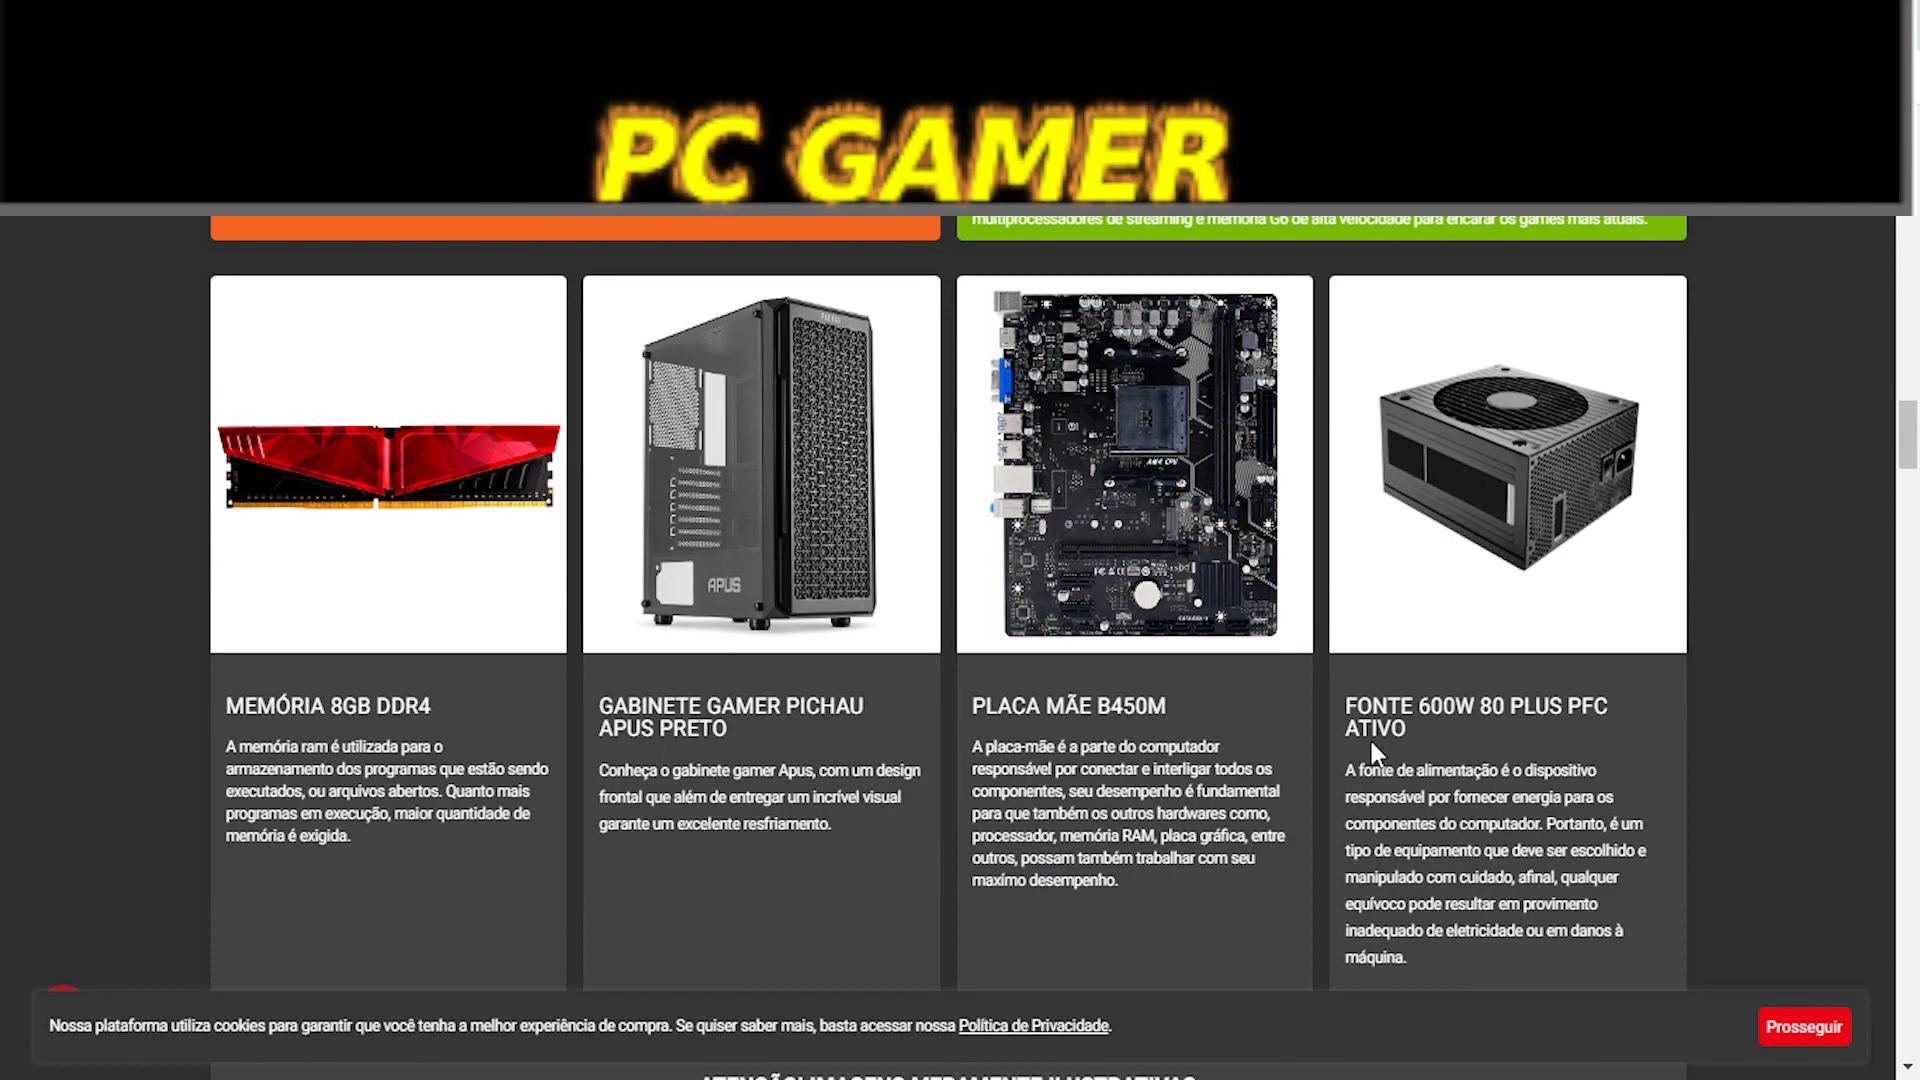 PC GAMER
multiprocessadores de streaming e memória G6 de alta velocidade para encarar os games mais atuais.
APUS
AM4 CPU
MEMÓRIA 8GB DDR4
A memória ram é utilizada para o
armazenamento dos programas que estão sendo
executados, ou arquivos abertos. Quanto mais
programas em execução, maior quantidade de
memória é exigida.
GABINETE GAMER PICHAU
APUS PRETO
Conheça o gabinete gamer Apus, com um design
frontal que além de entregar um incrível visual
garante um excelente resfriamento.
PLACA MÃE B450M
A placa-mãe é a parte do computador
responsável por conectar e interligar todos os
componentes, seu desempenho é fundamental
para que também os outros hardwares como,
processador, memória RAM, placa gráfica, entre
outros, possam também trabalhar com seu
maxímo desempenho.
FONTE 600W 80 PLUS PFC
ATIVO
A fonte de alimentação é o dispositivo
responsável por fornecer energia para os
componentes do computador. Portanto, é um
tipo de equipamento que deve ser escolhido e
manipulado com cuidado, afinal, qualquer
equívoco pode resultar em provimento
inadequado de eletricidade ou em danos à
máquina.
Nossa plataforma utiliza cookies para garantir que você tenha a melhor experiência de compra. Se quiser saber mais, basta acessar nossa Política de Privacidade.
Prosseguir